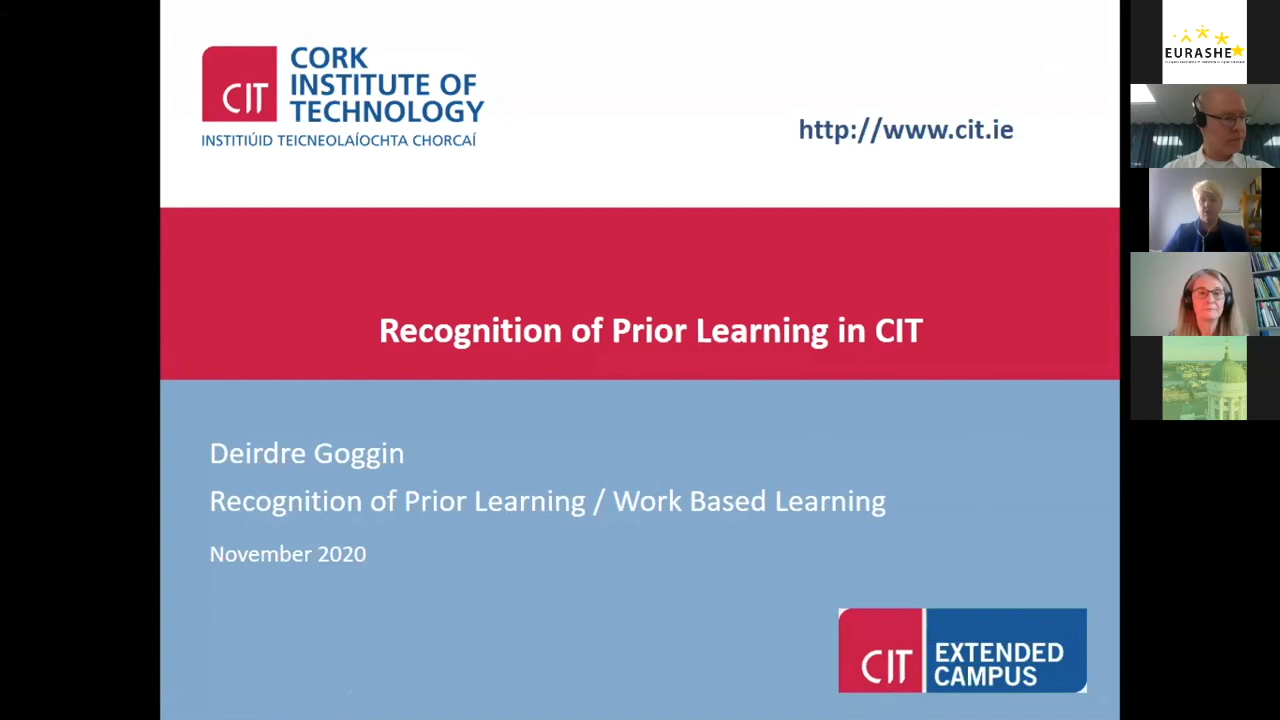 CIT
CORK
INSTITUTE OF
TECHNOLOGY
INSTITIÚID TEICNEOLAÍOCHTA CHORCAÍ
http://www.cit.ie
Recognition of Prior Learning in CIT
Deirdre Goggin
Recognition of Prior Learning / Work Based Learning
November 2020
CIT
EXTENDED
CAMPUS
EURASHE